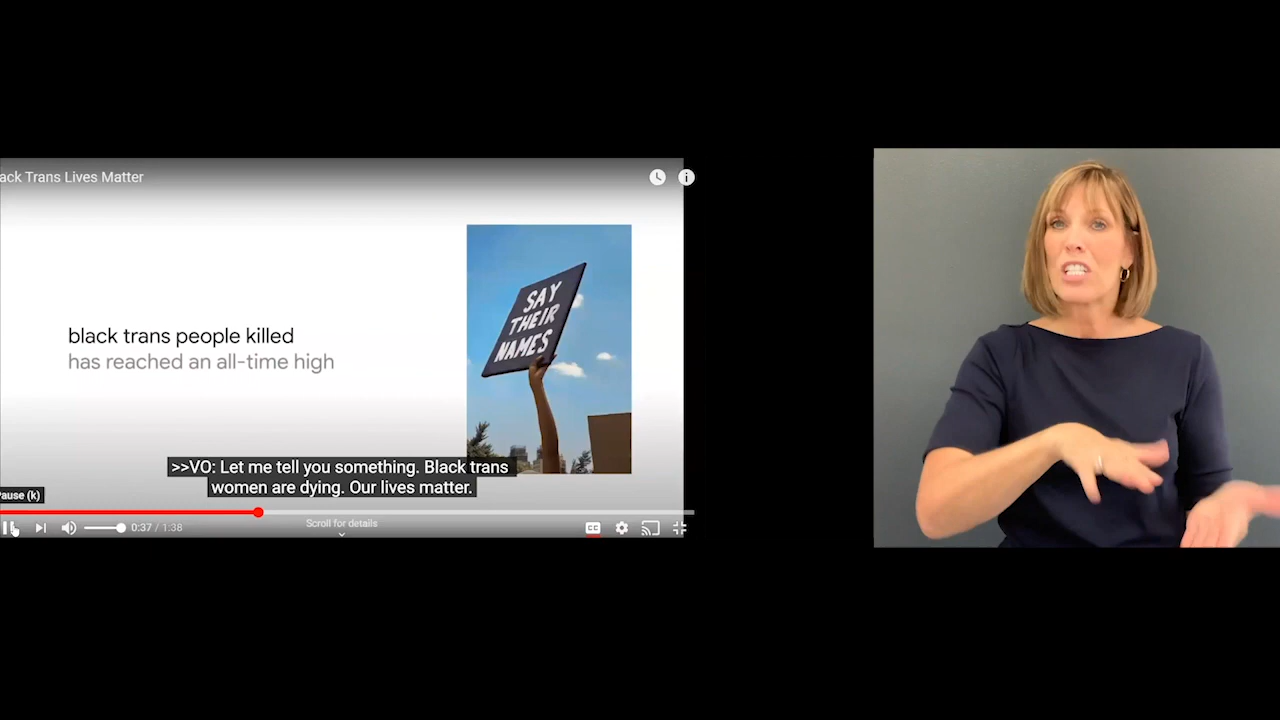 ack Trans Lives Matter
SAY
THEIR
NAMES
black trans people killed
has reached an all-time high
>>VO: Let me tell you something. Black trans
women are dying. Our lives matter.
Pause (k)
0:37 / 1:38
Scroll for details
CC